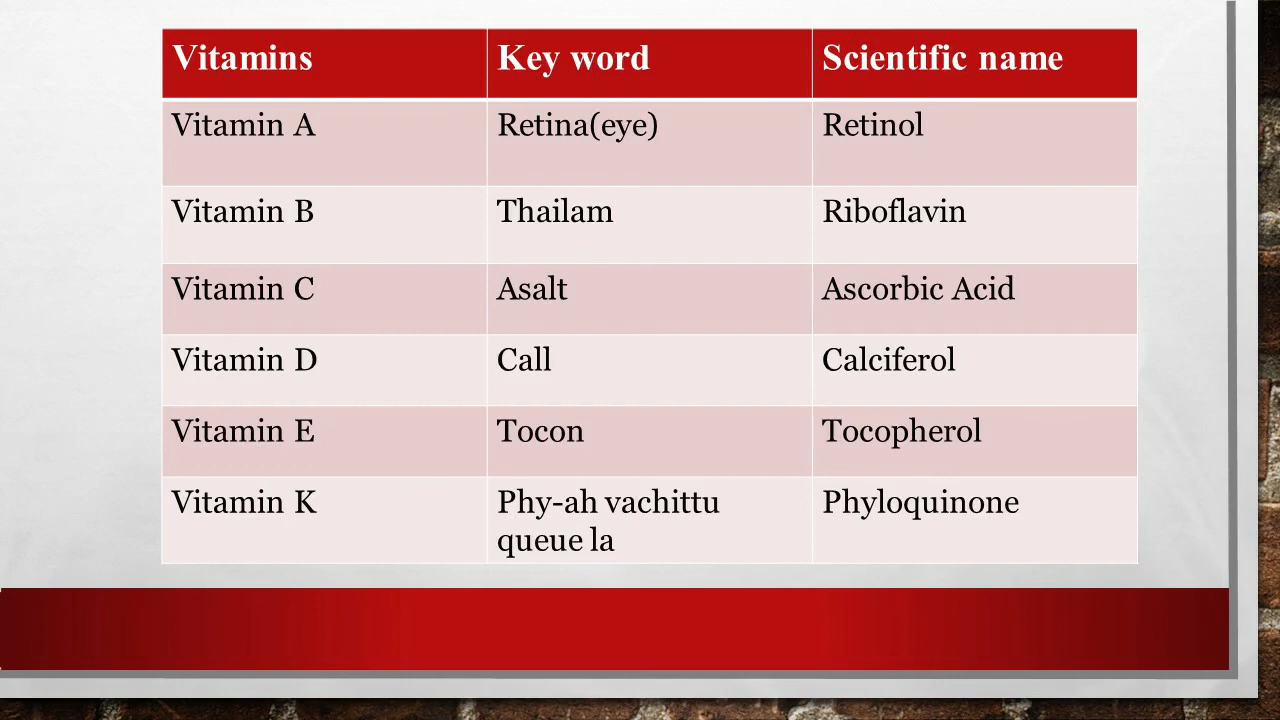 Vitamins Key word Scientific name
Vitamin A Retina(eye) Retinol
Vitamin B Thailam Riboflavin
Vitamin C Asalt Ascorbic Acid
Vitamin D Call Calciferol
Vitamin E Tocon Tocopherol
Vitamin K Phy-ah vachittu Phyloquinone
queue la